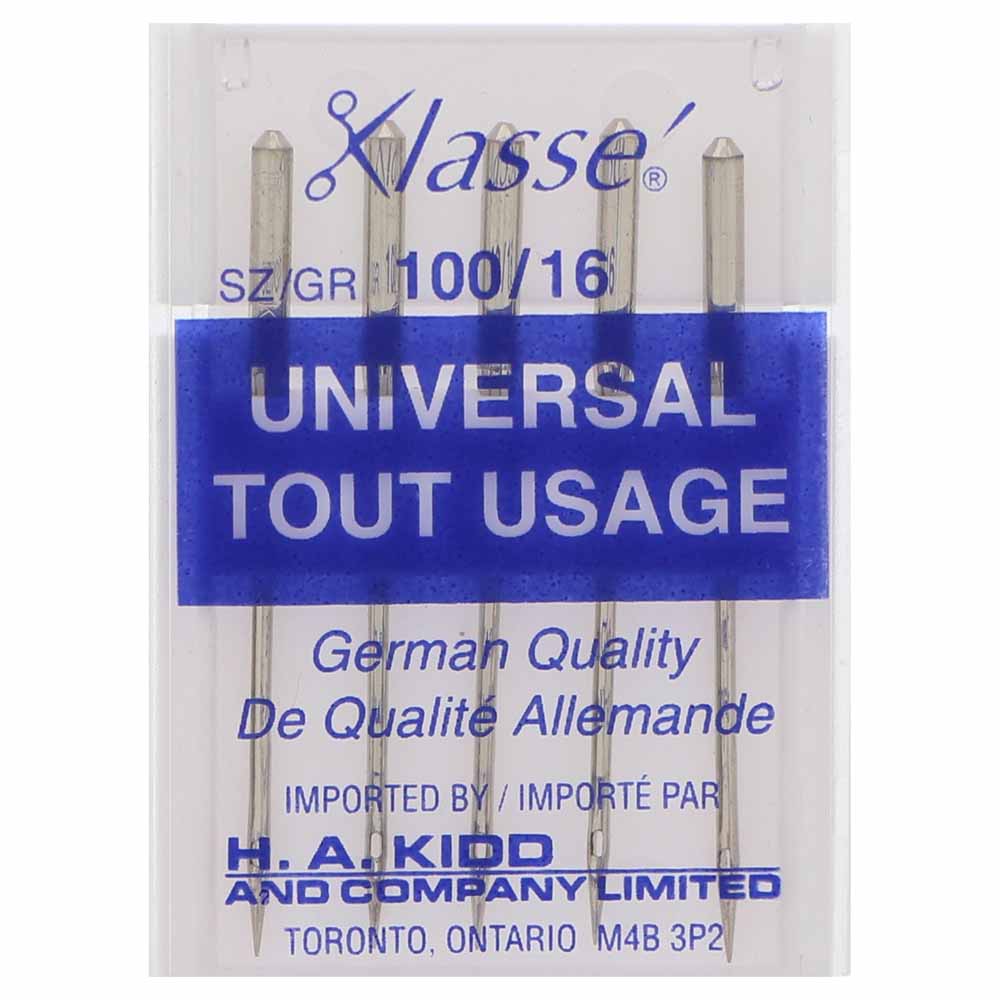 Klassé®
SZ/GR 100/16
UNIVERSAL
TOUT USAGE
German Quality
De Qualité Allemande
IMPORTED BY / IMPORTÉ PAR
H. A. KIDD
AND COMPANY LIMITED
TORONTO, ONTARIO M4B 3P2